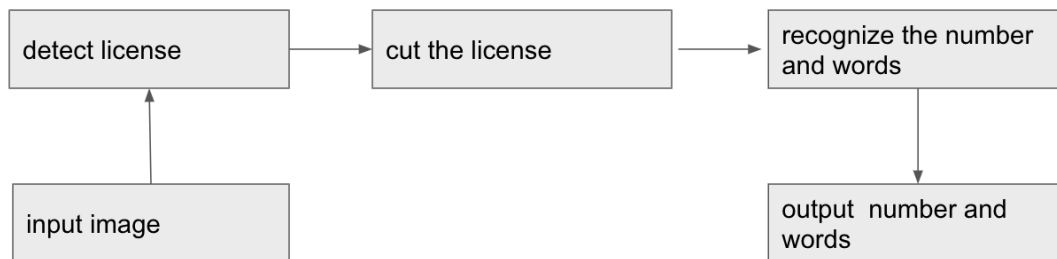 detect license
cut the license
recognize the number
and words
input image
output  number and
words